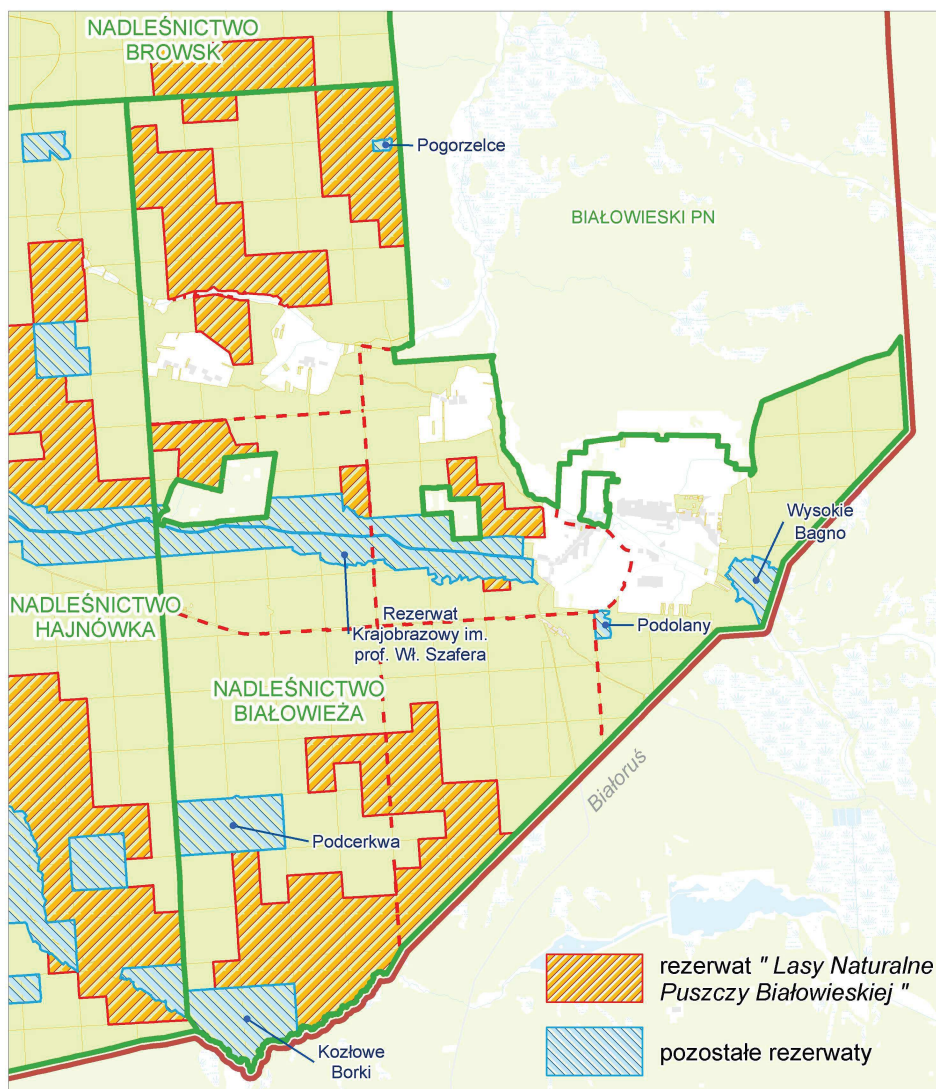 NADLEŚNICTWO
BROWSK
Pogorzelce
BIAŁOWIESKI PN
Wysokie
Bagno
NADLEŚNICTWO
HAJNÓWKA
Rezerwat
Krajobrazowy im.
prof. Wł. Szafera
Podolany
NADLEŚNICTWO
BIAŁOWIEŻA
Białoruś
Podcerkwa
rezerwat " Lasy Naturalne
Puszczy Białowieskiej "
Kozłowe
Borki
pozostałe rezerwaty